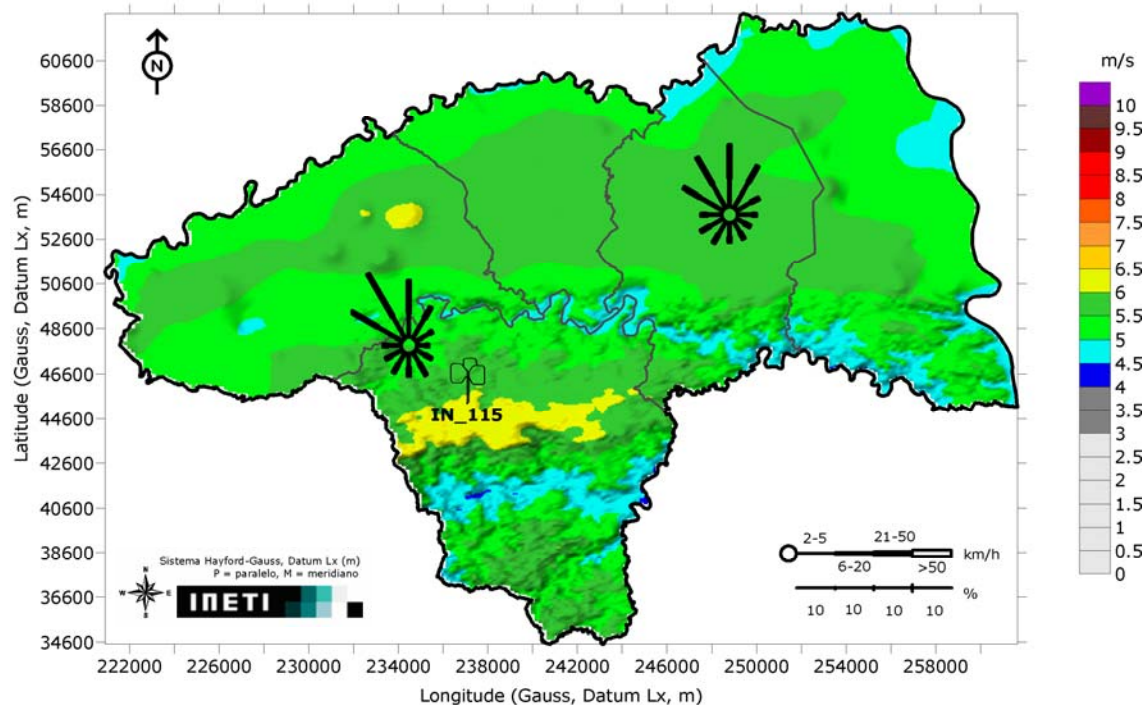 N
m/s
10
9.5
9
8.5
8
7.5
7
6.5
6
5.5
5
4.5
4
3.5
3
2.5
2
1.5
1
0.5
0
Latitude (Gauss, Datum Lx, m)
60600
58600
56600
54600
52600
50600
48600
46600
44600
42600
40600
38600
36600
34600
IN_115
2-5 21-50
km/h
6-20 >50
%
10 10 10 10
Sistema Hayford-Gauss, Datum Lx (m)
P = paralelo, M = meridiano
N
W E
S
INETI
222000 226000 230000 234000 238000 242000 246000 250000 254000 258000
Longitude (Gauss, Datum Lx, m)